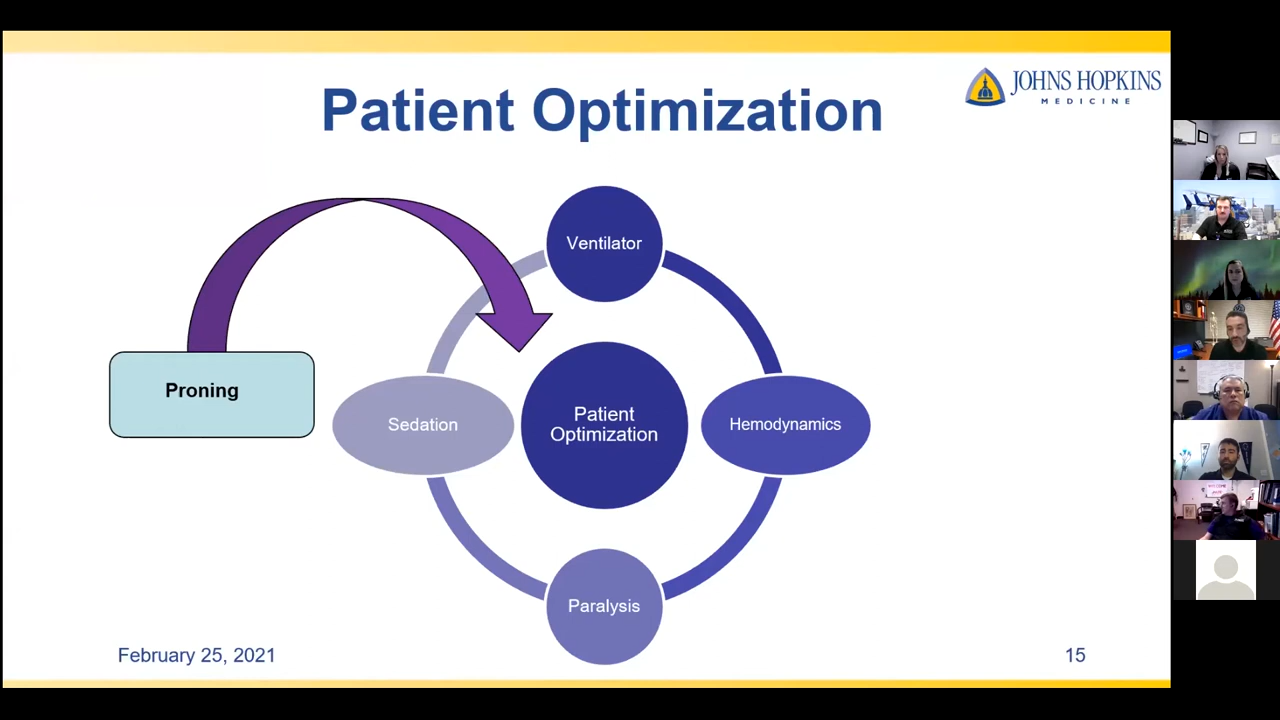 Patient Optimization
JOHNS HOPKINS
MEDICINE
Ventilator
Proning
Sedation
Patient
Optimization
Hemodynamics
Paralysis
February 25, 2021
15